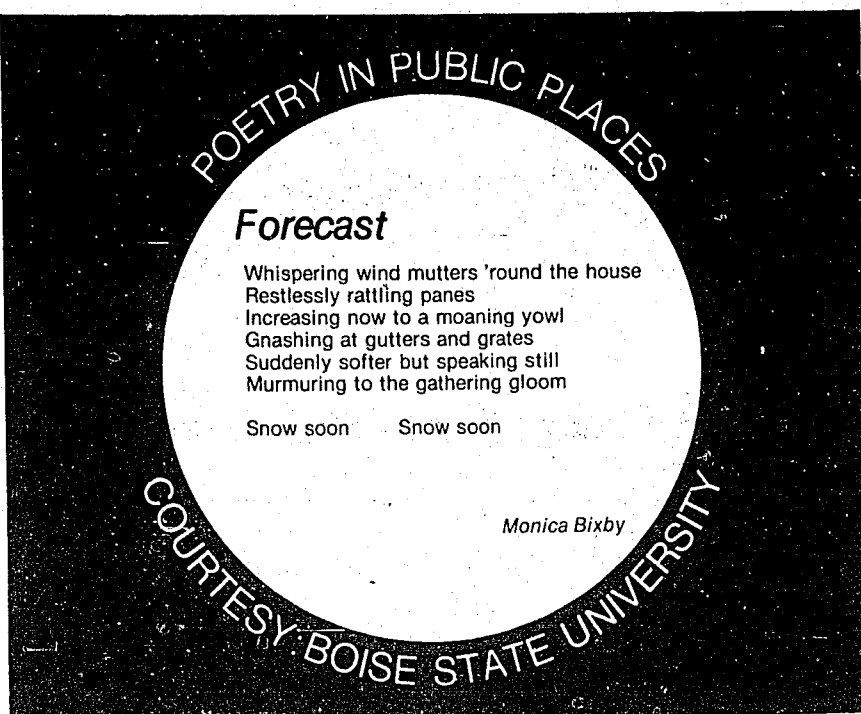 POETRY IN PUBLIC PLACES
Forecast
Whispering wind mutters 'round the house
Restlessly rattling panes
Increasing now to a moaning yowl
Gnashing at gutters and grates
Suddenly softer but speaking still
Murmuring to the gathering gloom
Snow soon Snow soon
Monica Bixby
COURTESY: BOISE STATE UNIVERSITY